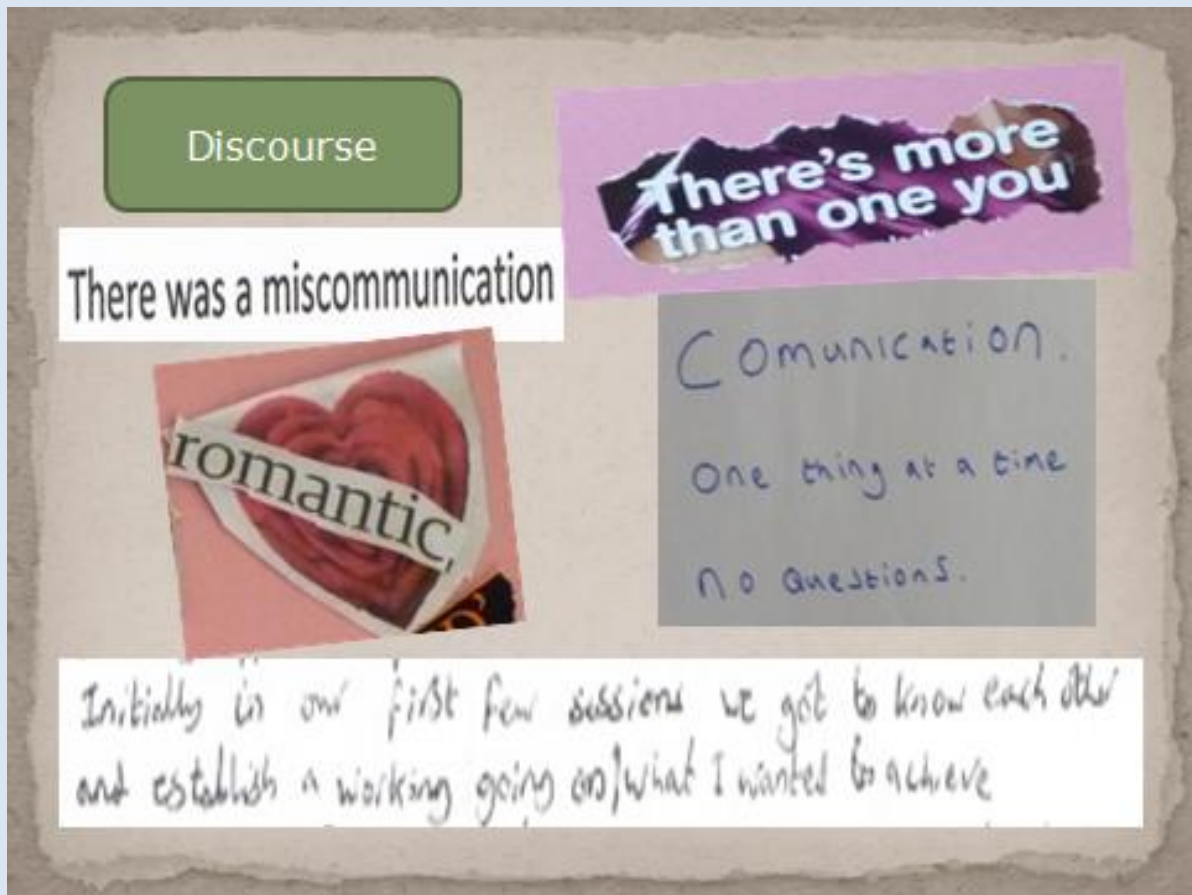 Discourse
There's more
than one you
There was a miscommunication
romantic,
Comunication.
One thing at a time
no questions.
Initially in our first few sessions we got to know each other
and establish a working going on/what I wanted to achieve